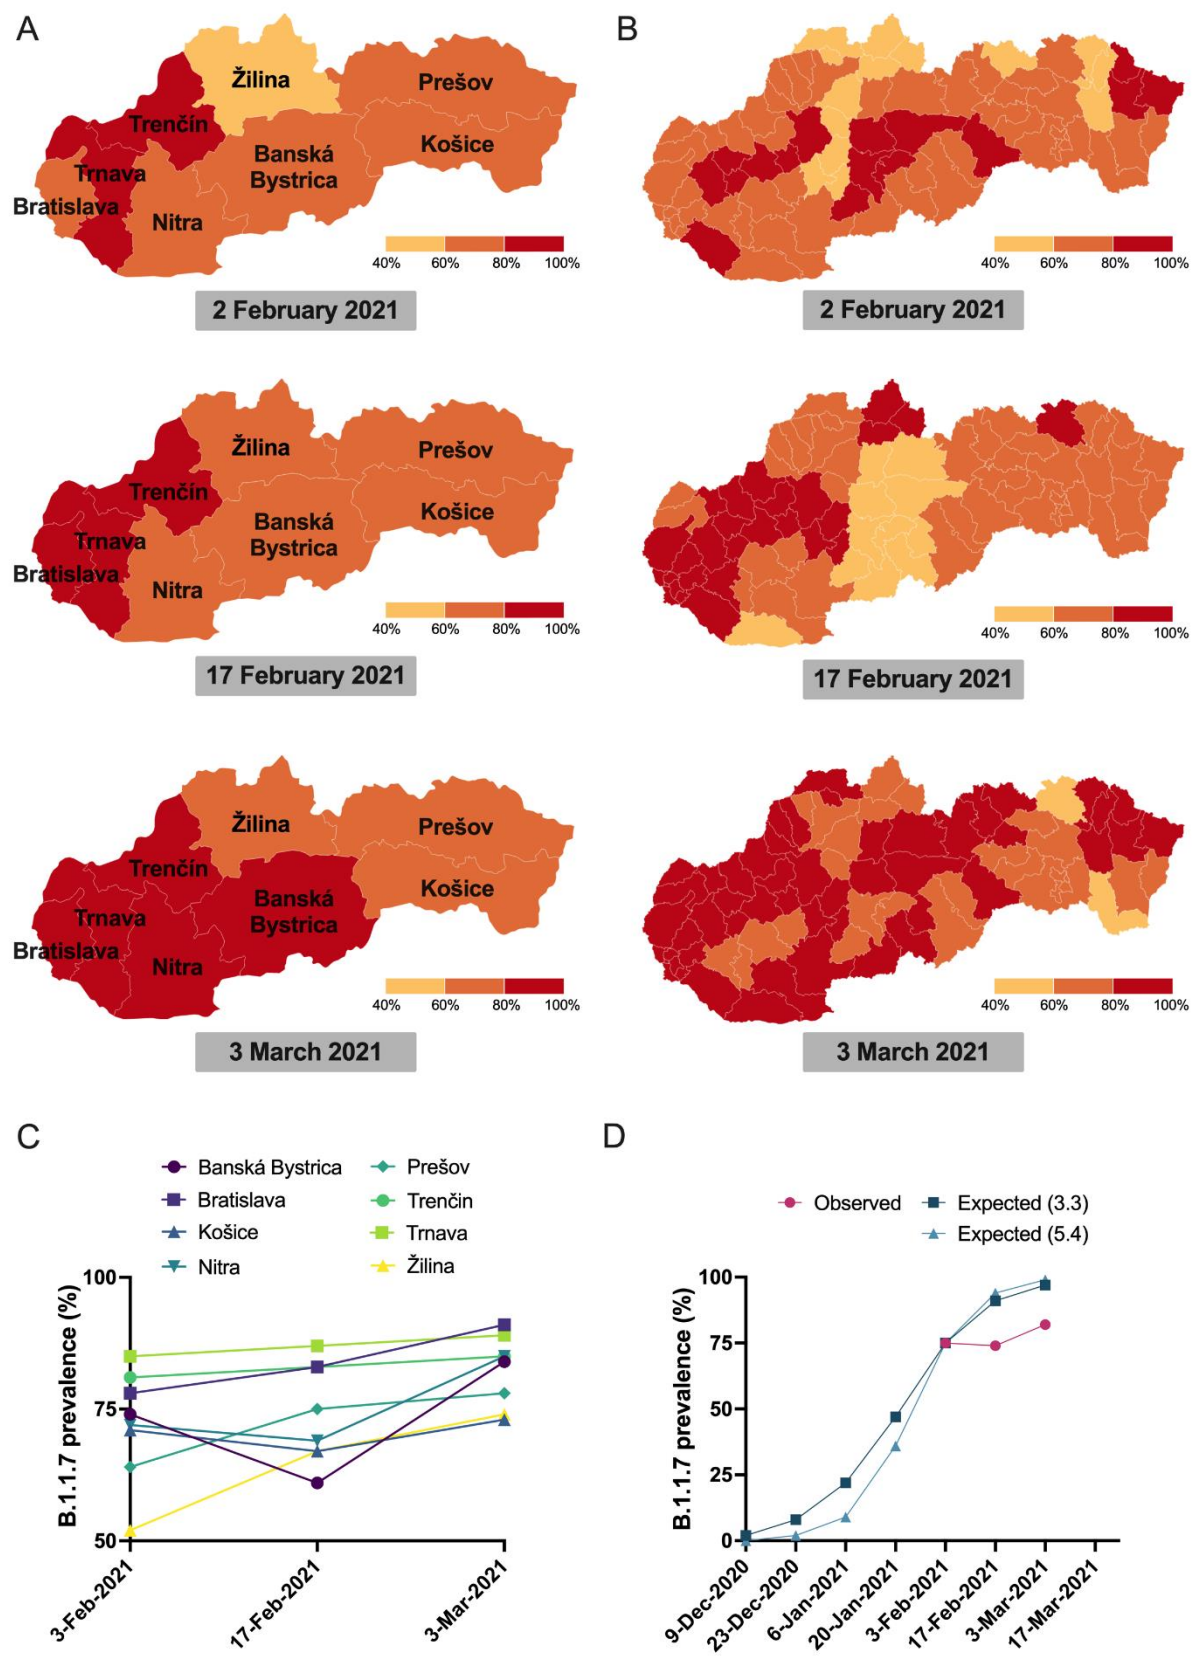 A
Žilina
Prešov
Trenčín
Košice
Banská
Bystrica
Trnava
Bratislava
Nitra
40% 60% 80% 100%
2 February 2021
B
40% 60% 80% 100%
2 February 2021
Žilina
Prešov
Trenčín
Košice
Banská
Bystrica
Trnava
Bratislava
Nitra
40% 60% 80% 100%
17 February 2021
40% 60% 80% 100%
17 February 2021
Žilina
Prešov
Trenčín
Košice
Banská
Bystrica
Trnava
Bratislava
Nitra
40% 60% 80% 100%
3 March 2021
40% 60% 80% 100%
3 March 2021
C
Banská Bystrica
Bratislava
Košice
Nitra
Prešov
Trenčin
Trnava
Žilina
B.1.1.7 prevalence (%)
100
75
50
3-Feb-2021
17-Feb-2021
3-Mar-2021
D
Observed
Expected (3.3)
Expected (5.4)
B.1.1.7 prevalence (%)
100
75
50
25
0
9-Dec-2020
23-Dec-2020
6-Jan-2021
20-Jan-2021
3-Feb-2021
17-Feb-2021
3-Mar-2021
17-Mar-2021